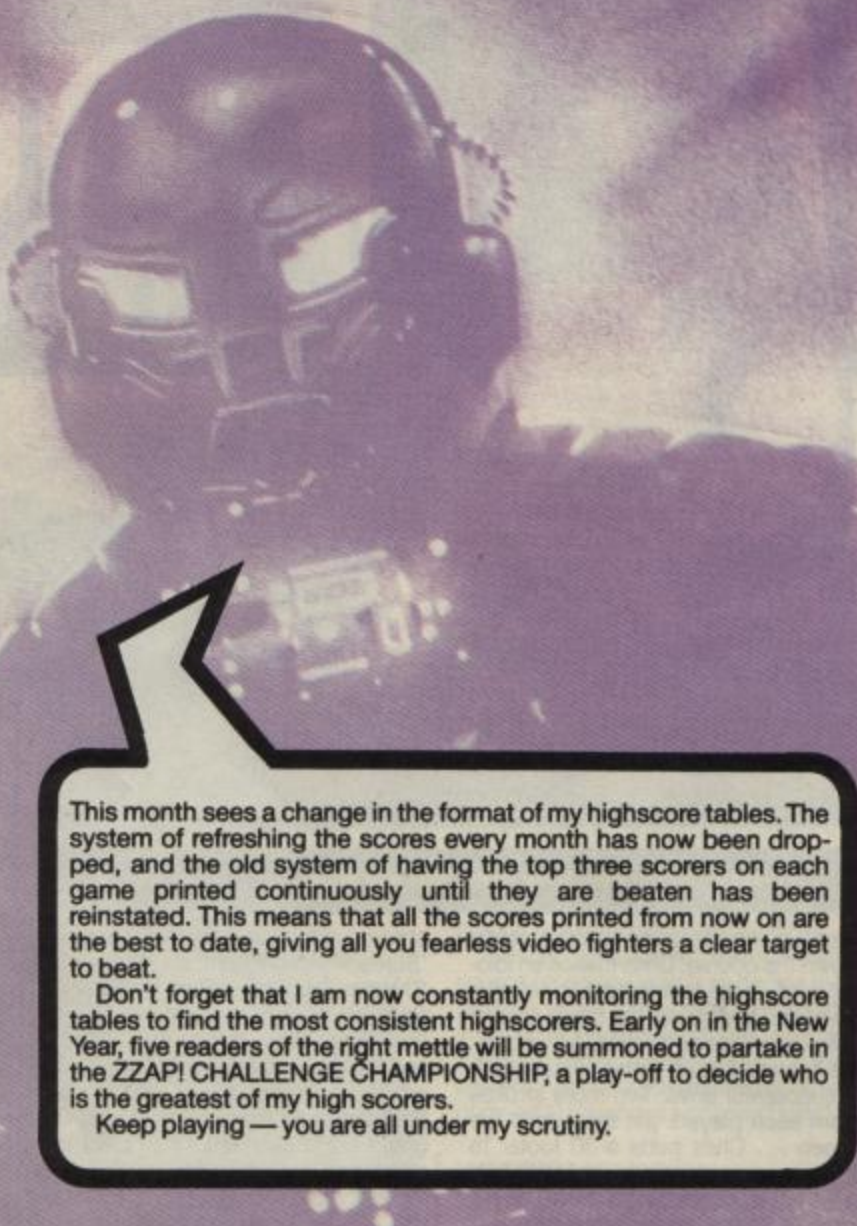 This month sees a change in the format of my highscore tables. The
system of refreshing the scores every month has now been drop-
ped, and the old system of having the top three scorers on each
game printed continuously until they are beaten has been
reinstated. This means that all the scores printed from now on are
the best to date, giving all you fearless video fighters a clear target
to beat.
Don't forget that I am now constantly monitoring the highscore
tables to find the most consistent highscorers. Early on in the New
Year, five readers of the right mettle will be summoned to partake in
the ZZAP! CHALLENGE CHAMPIONSHIP, a play-off to decide who
is the greatest of my high scorers.
Keep playing — you are all under my scrutiny.